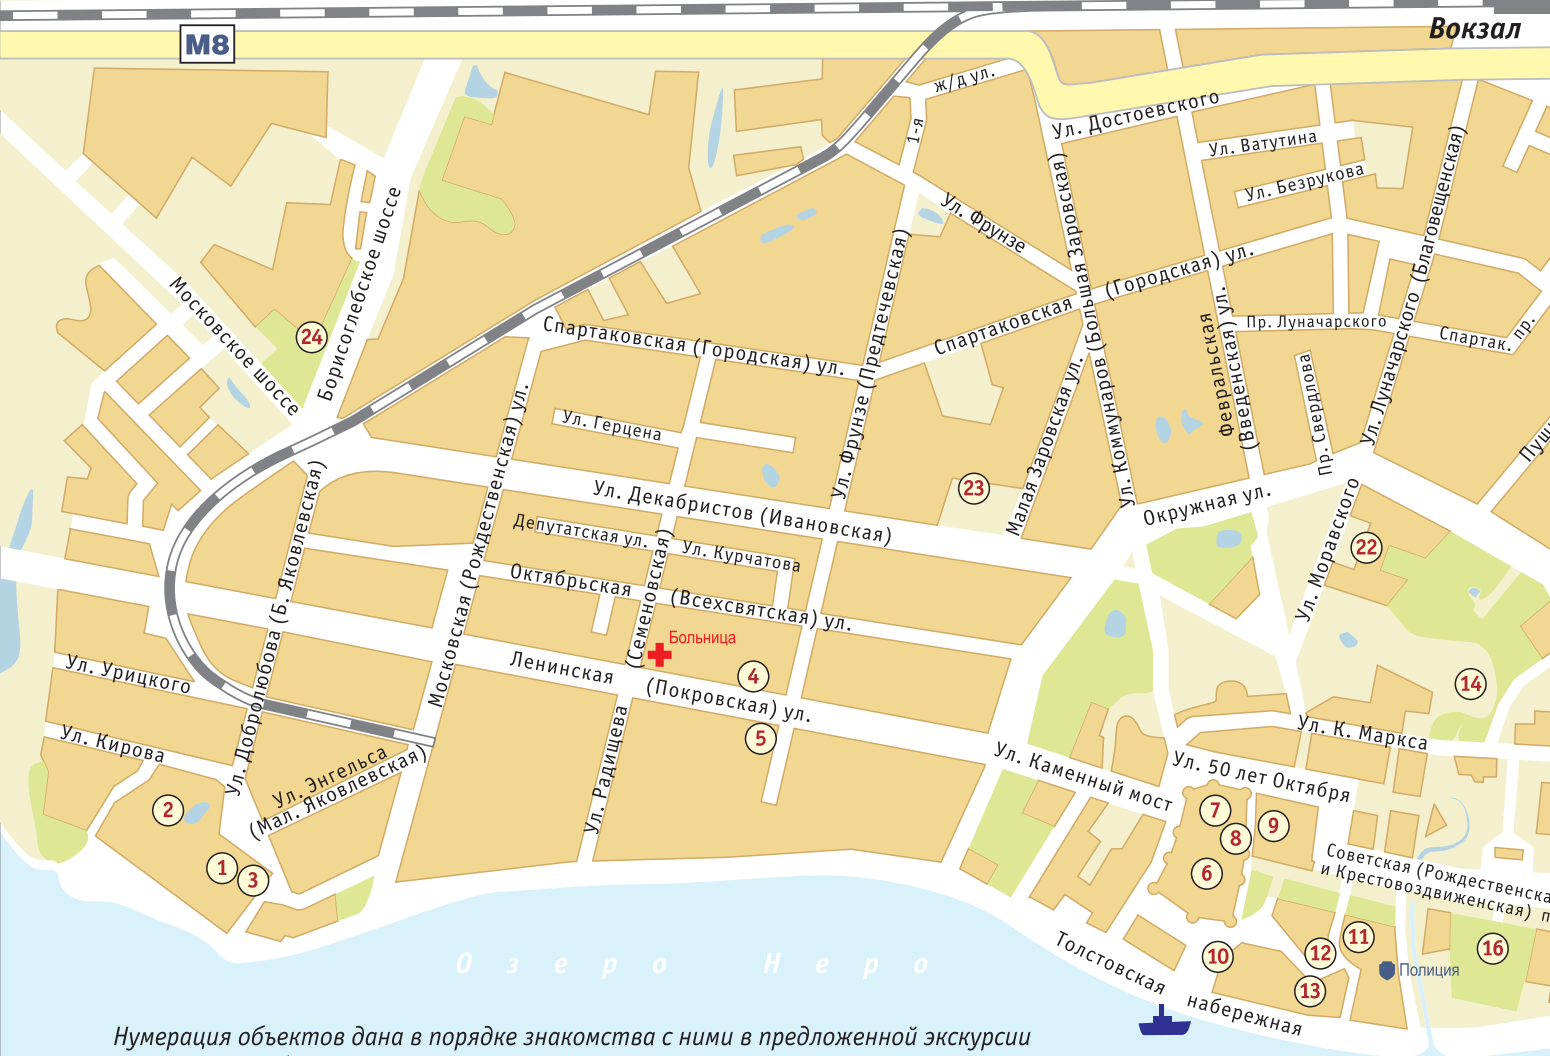 Вокзал
М8
ж/д ул.
1-я
Ул. Достоевского
Ул. Ватутина
Ул. Безрукова
Ул. Фрунзе
Ул. Коммунаров (Большая Заровская)
Спартаковская (Городская) ул.
Февральская
(Введенская) ул.
Пр. Луначарского
Ул. Луначарского (Благовещенская)
Спартак. пр.
Пр. Свердлова
Московское шоссе
24
Борисоглебское шоссе
Спартаковская (Городская) ул.
Ул. Герцена
Ул. Фрунзе (Предтечевская)
Малая Заровская ул.
23
Окружная ул.
Ул. Моравского
22
Ул. Декабристов (Ивановская)
Депутатская ул.
Ул. Курчатова
Октябрьская (Всехсвятская) ул.
Московская (Рождественская) ул.
Ул. Добролюбова (Б. Яковлевская)
Ул. Радищева (Семеновская)
Больница
Ленинская (Покровская) ул.
4
5
Ул. Урицкого
Ул. Кирова
Ул. Энгельса
(Мал. Яковлевская)
2
1
3
14
Ул. К. Маркса
Ул. Каменный мост
Ул. 50 лет Октября
7
8
9
6
Советская (Рождественска
и Крестовоздвиженская) п
10
11
12
13
16
Полиция
Толстовская набережная
Озеро Неро
Нумерация объектов дана в порядке знакомства с ними в предложенной экскурсии